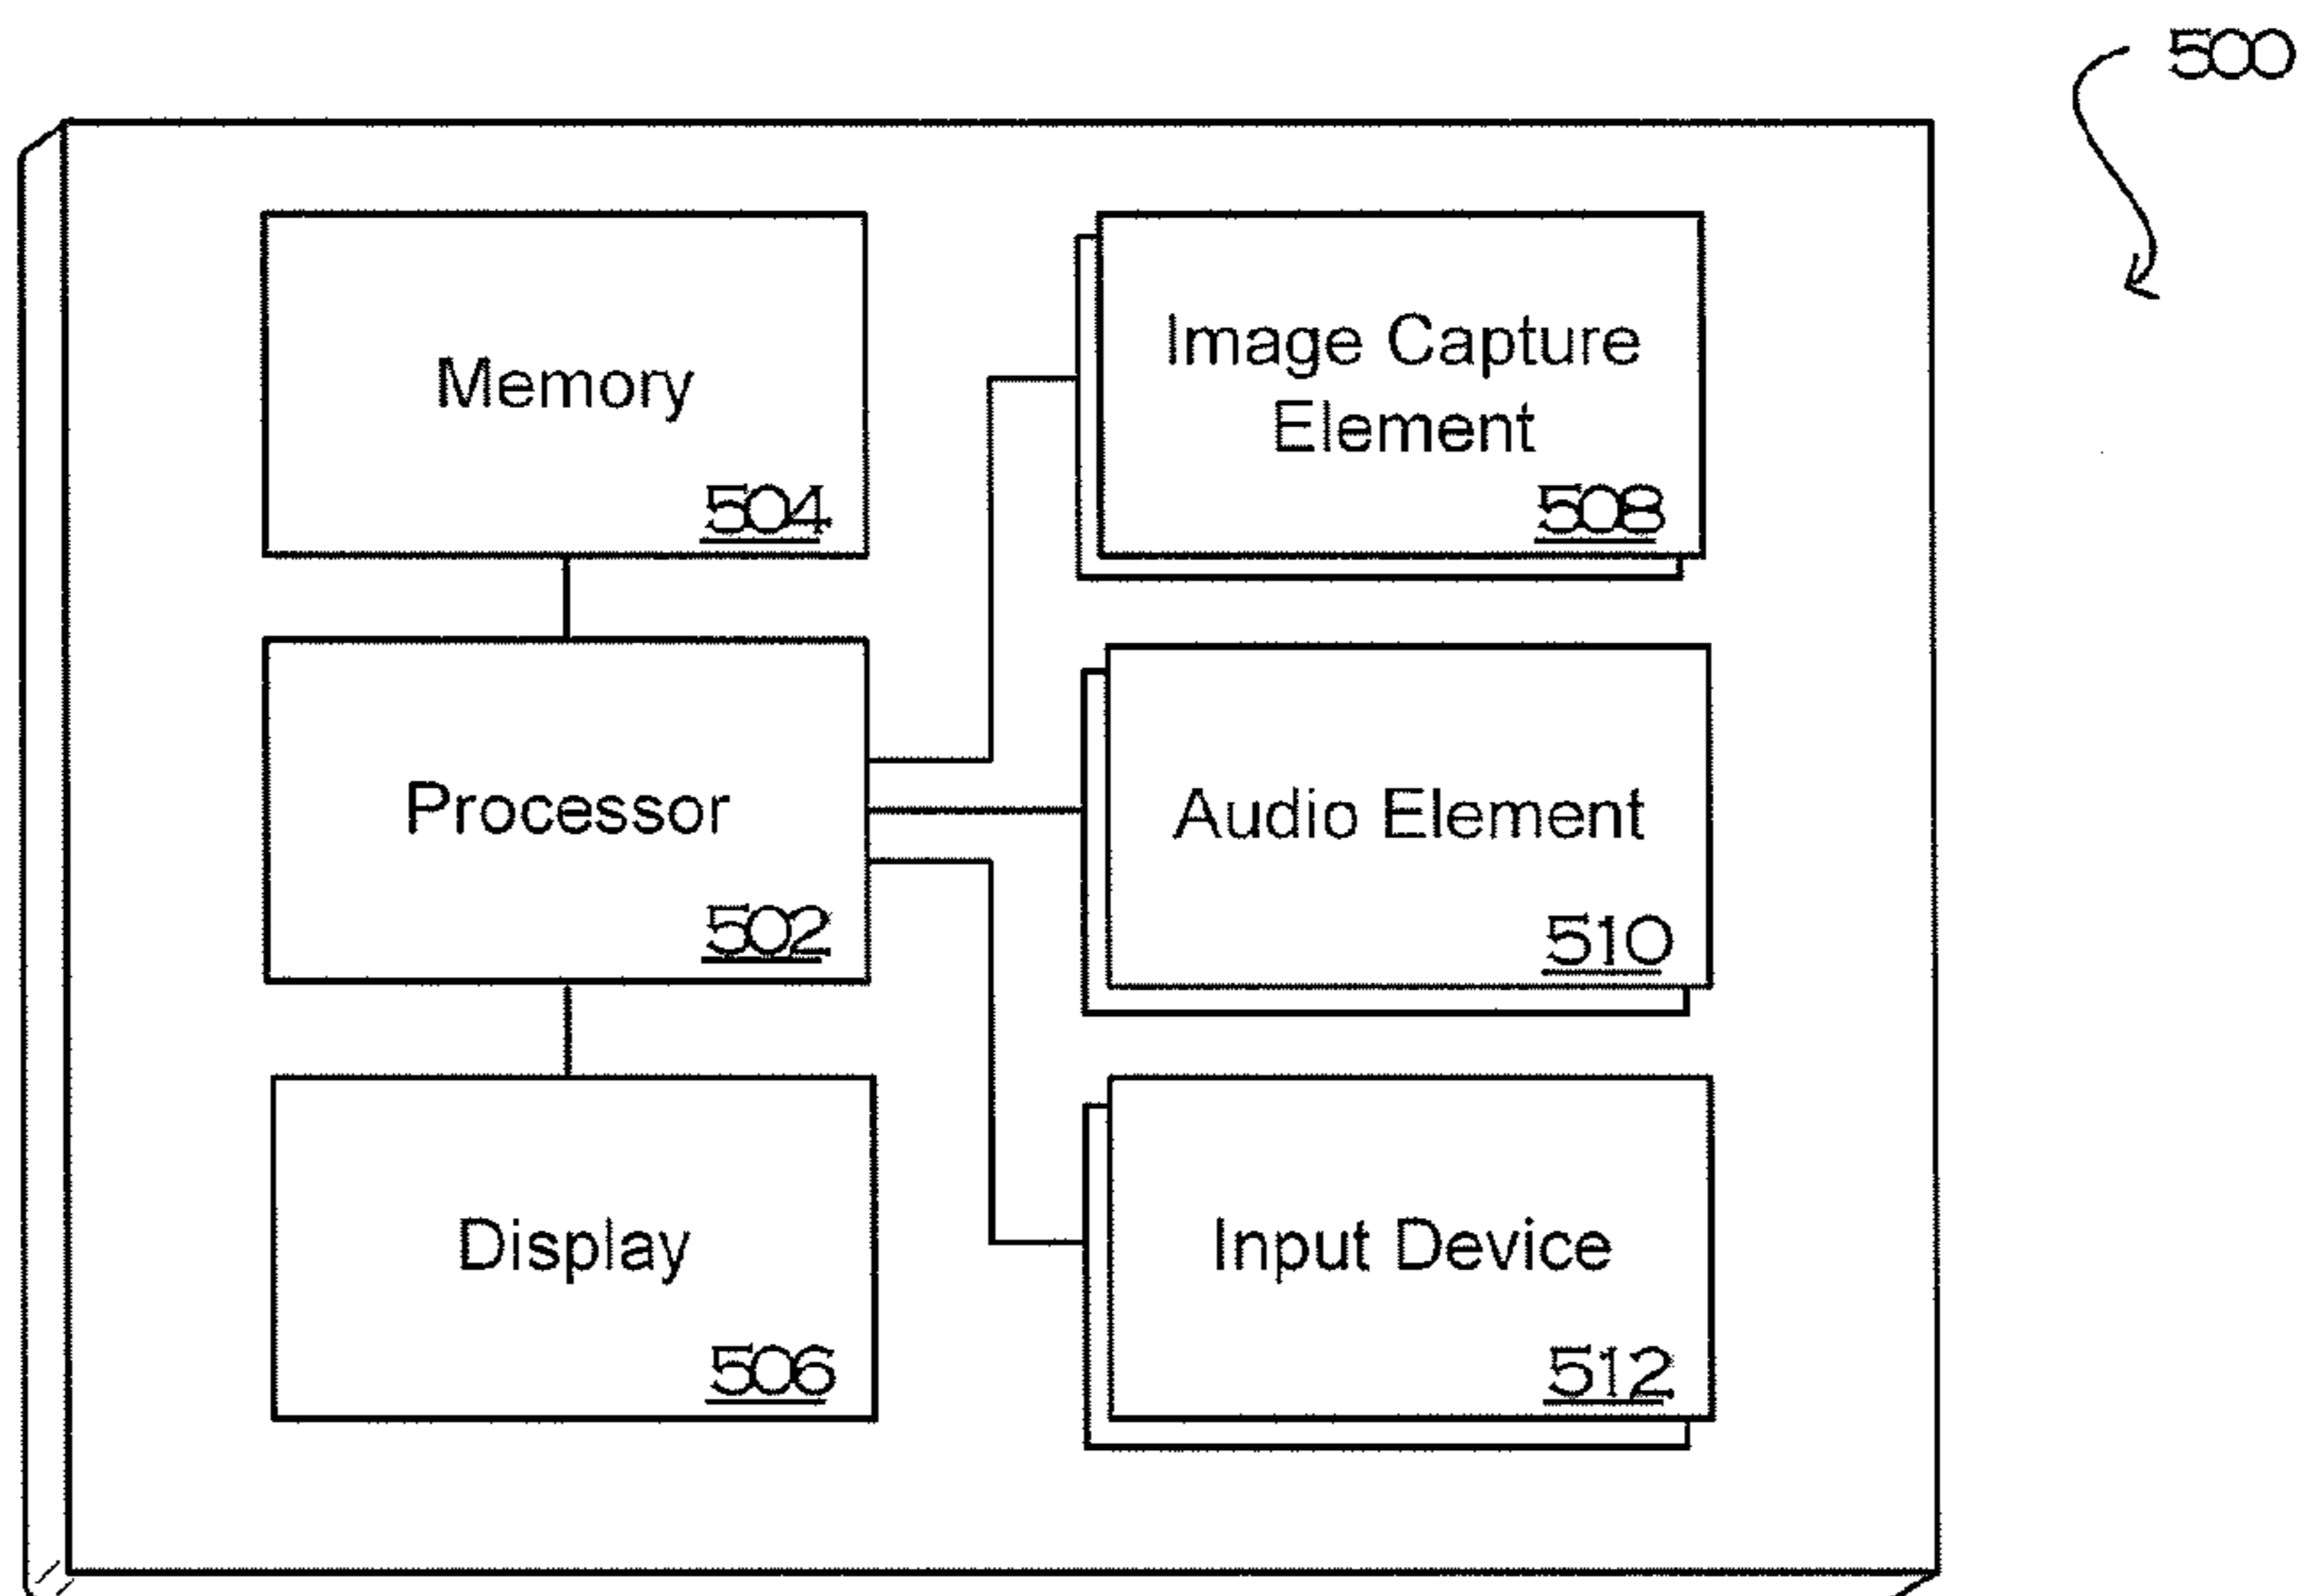 500
Memory
504
Image Capture
Element
508
Processor
502
Audio Element
510
Display
506
Input Device
512